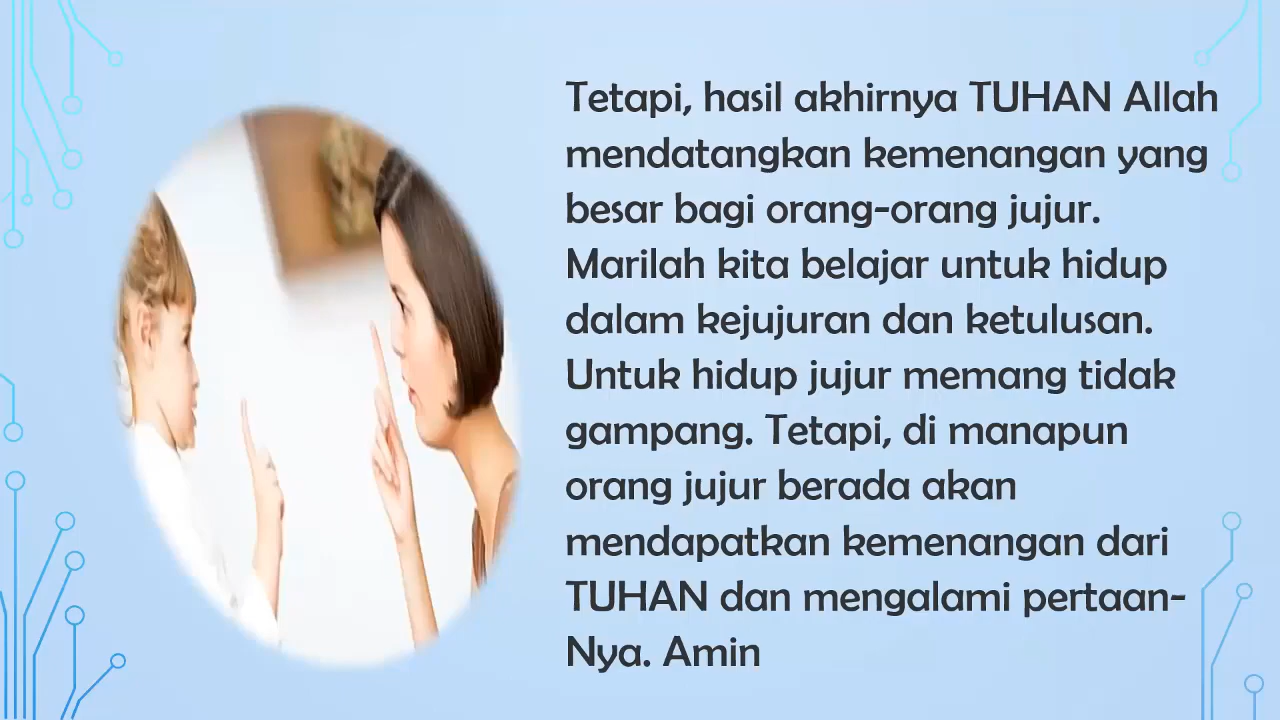 Tetapi, hasil akhirnya TUHAN Allah
mendatangkan kemenangan yang
besar bagi orang-orang jujur.
Marilah kita belajar untuk hidup
dalam kejujuran dan ketulusan.
Untuk hidup jujur memang tidak
gampang. Tetapi, di manapun
orang jujur berada akan
mendapatkan kemenangan dari
TUHAN dan mengalami pertaan-
Nya. Amin